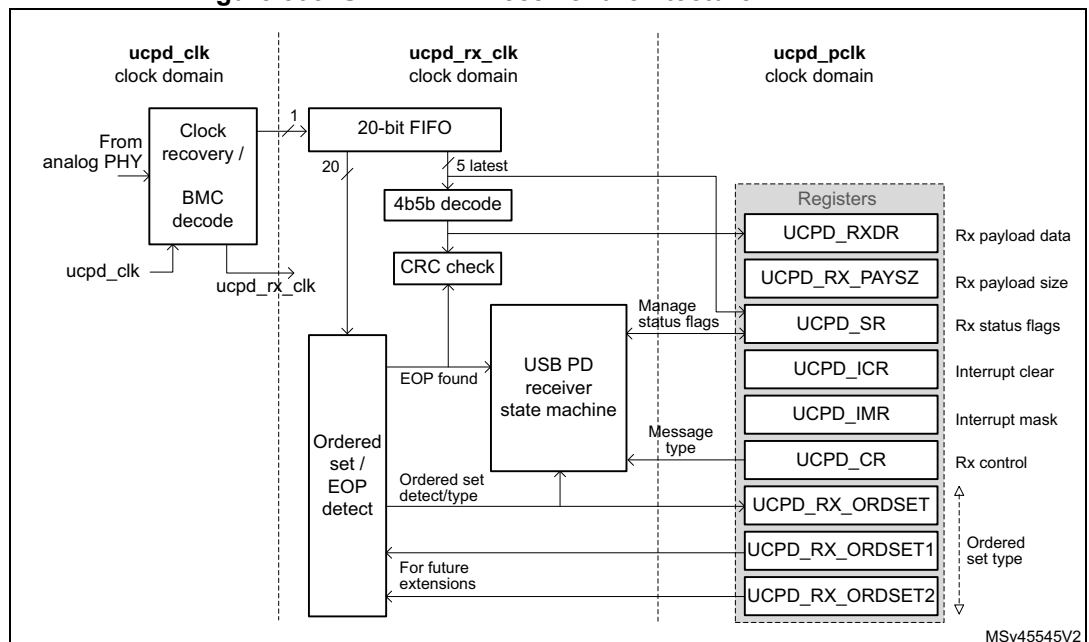 ucpd_clk
clock domain
ucpd_rx_clk
clock domain
ucpd_pclk
clock domain
From
analog PHY
Clock
recovery /
BMC
decode
ucpd_clk
ucpd_rx_clk
1
20-bit FIFO
20
5 latest
4b5b decode
CRC check
Ordered
set /
EOP
detect
EOP found
USB PD
receiver
state machine
Manage
status flags
Message
type
Ordered set
detect/type
For future
extensions
Registers
UCPD_RXDR
Rx payload data
UCPD_RX_PAYSZ
Rx payload size
UCPD_SR
Rx status flags
UCPD_ICR
Interrupt clear
UCPD_IMR
Interrupt mask
UCPD_CR
Rx control
UCPD_RX_ORDSET
UCPD_RX_ORDSET1
UCPD_RX_ORDSET2
Ordered
set type
MSv45545V2